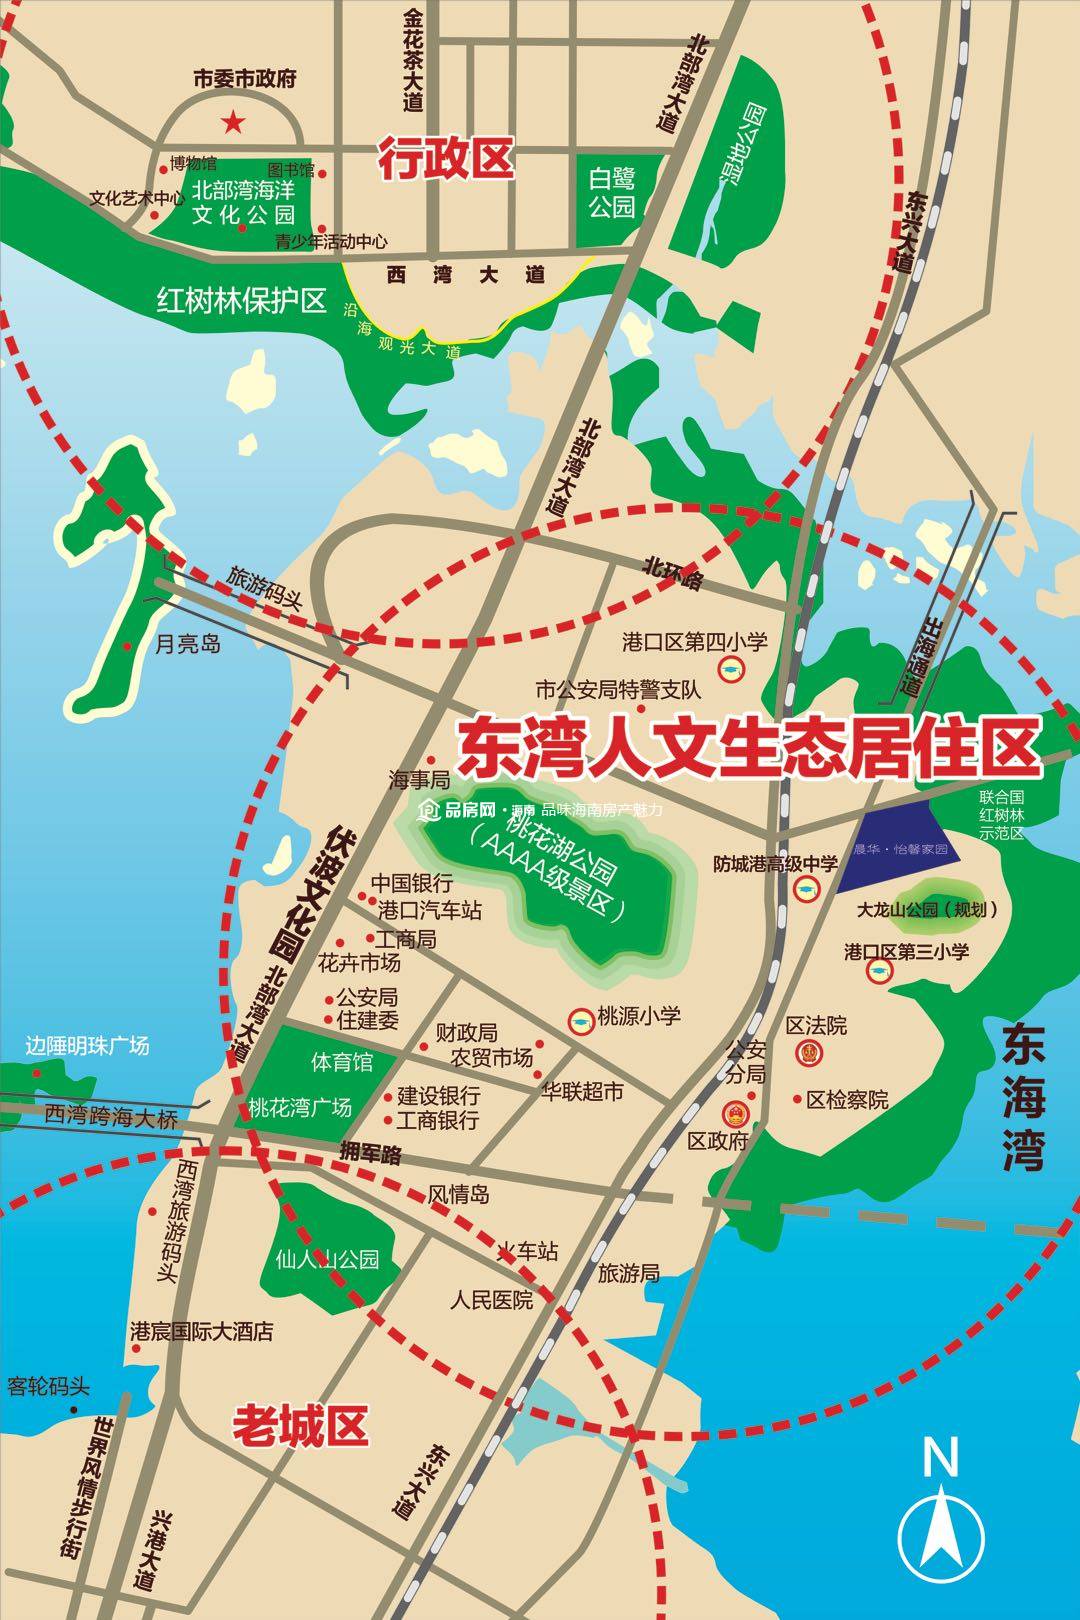 金花茶大道
北部湾大道
市委市政府
湿地公园
行政区
博物馆
图书馆
白鹭
公园
文化艺术中心
北部湾海洋
文化公园
东兴大道
青少年活动中心
西湾大道
红树林保护区
沿海观光大道
北部湾大道
北环路
旅游码头
出海通道
月亮岛
港口区第四小学
市公安局特警支队
东湾人文生态居住区
海事局
品房网·海南 品味海南房产魅力
联合国
红树林
示范区
桃花湖公园
（AAAA级景区）
晨华·怡馨家园
伏波文化园
防城港高级中学
中国银行
港口汽车站
大龙山公园（规划）
工商局
花卉市场
港口区第三小学
北部湾大道
公安局
住建委
桃源小学
区法院
财政局
农贸市场
东海湾
边陲明珠广场
体育馆
公安
分局
华联超市
建设银行
区检察院
桃花湾广场
西湾跨海大桥
工商银行
区政府
拥军路
西湾旅游码头
风情岛
仙人山公园
火车站
旅游局
人民医院
港宸国际大酒店
客轮码头
老城区
世界风情步行街
东兴大道
N
兴港大道